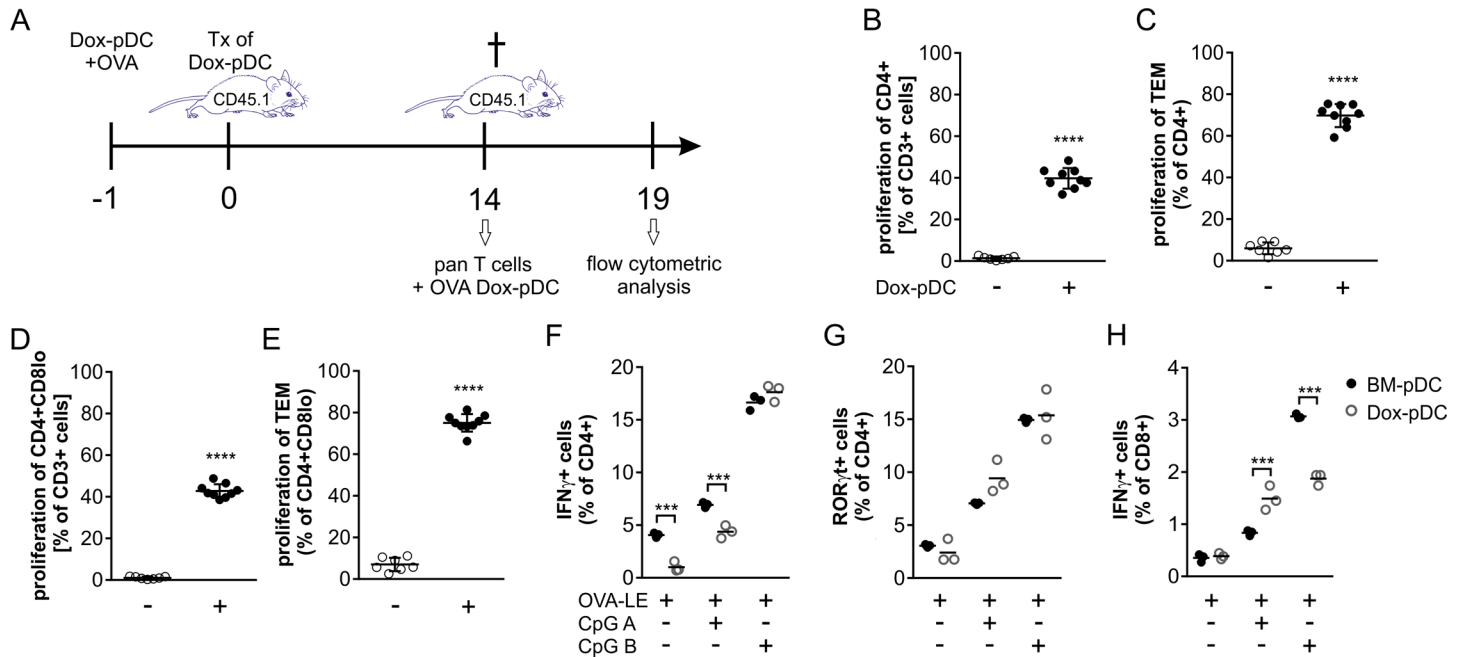 A
Dox-pDC
+OVA
Tx of
Dox-pDC
CD45.1
†
CD45.1
-1
0
14
19
pan T cells
+ OVA Dox-pDC
flow cytometric
analysis
B
proliferation of CD4+
[% of CD3+ cells]
100
80
60
40
20
0
****
Dox-pDC
-
+
C
proliferation of TEM
(% of CD4+)
100
80
60
40
20
0
****
-
+
D
proliferation of CD4+CD8lo
[% of CD3+ cells]
100
80
60
40
20
0
****
-
+
E
proliferation of TEM
(% of CD4+CD8lo)
100
80
60
40
20
0
****
-
+
F
IFNγ+ cells
(% of CD4+)
20
15
10
5
0
***
***
OVA-LE + + +
CpG A - + -
CpG B - - +
G
RORγt+ cells
(% of CD4+)
20
15
10
5
0
+ + +
- + -
- - +
H
IFNγ+ cells
(% of CD8+)
4
3
2
1
0
***
***
+ + +
- + -
- - +
BM-pDC
Dox-pDC